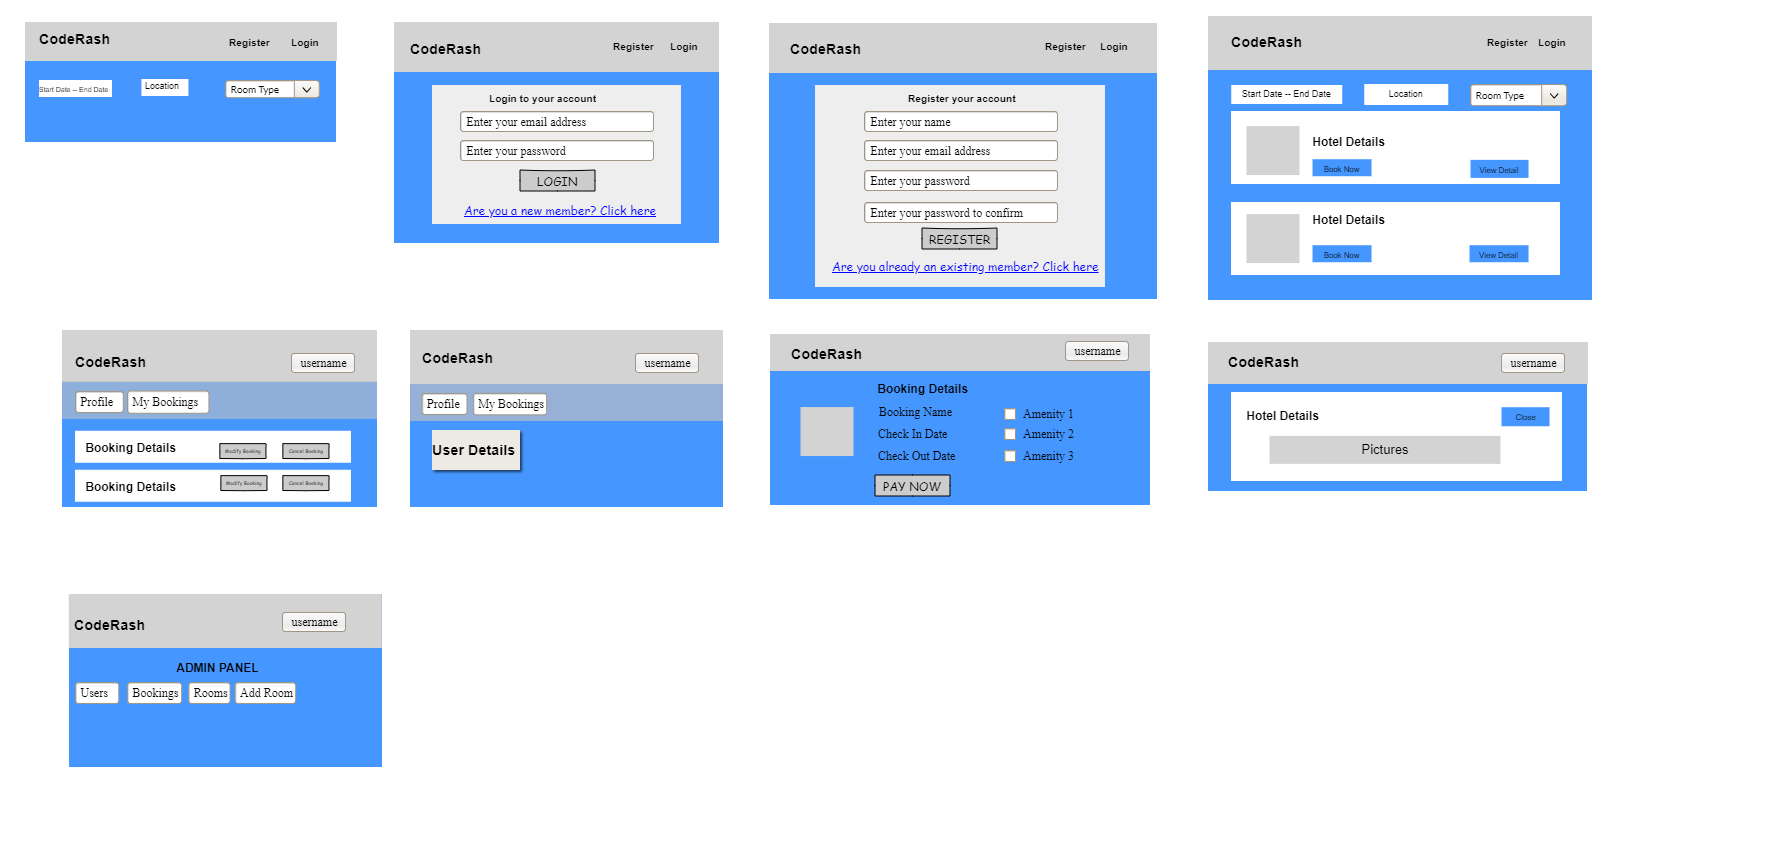 CodeRash
Register Login
Start Date -- End Date
Location
Room Type
CodeRash
Register Login
Login to your account
Enter your email address
Enter your password
LOGIN
Are you a new member? Click here
CodeRash
Register Login
Register your account
Enter your name
Enter your email address
Enter your password
Enter your password to confirm
REGISTER
Are you already an existing member? Click here
CodeRash
Register Login
Start Date -- End Date
Location
Room Type
Hotel Details
Book Now
View Detail
Hotel Details
Book Now
View Detail
CodeRash
username
Profile
My Bookings
Booking Details
Modify Booking
Cancel Booking
Booking Details
Modify Booking
Cancel Booking
CodeRash
username
Profile
My Bookings
User Details
CodeRash
username
Booking Details
Booking Name
Amenity 1
Check In Date
Amenity 2
Check Out Date
Amenity 3
PAY NOW
CodeRash
username
Hotel Details
Close
Pictures
CodeRash
username
ADMIN PANEL
Users
Bookings
Rooms
Add Room